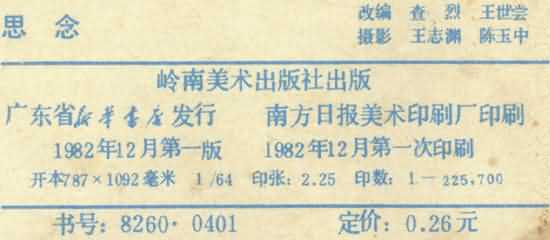 思念
改编 查烈 王世尝
摄影 王志渊 陈玉中
岭南美术出版社出版
广东省新华书店发行 南方日报美术印刷厂印刷
1982年12月第一版 1982年12月第一次印刷
开本787×1092毫米 1/64 印张: 2.25 印数: 1—225,700
书号: 8260·0401 定价: 0.26元